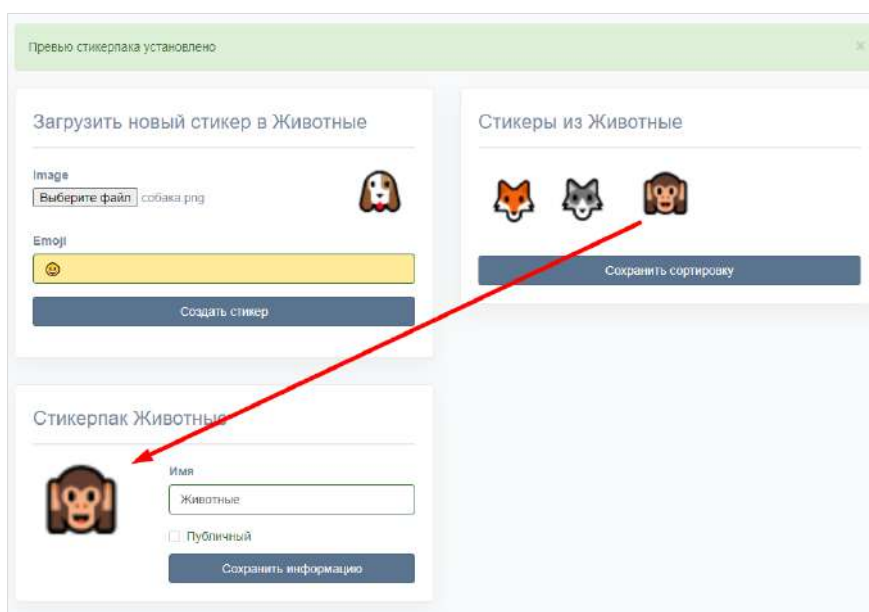 Превью стикерпака установлено
×
Загрузить новый стикер в Животные
Image
Выберите файл собака.png
Emoji
Создать стикер
Стикеры из Животные
Сохранить сортировку
Стикерпак Животные
Имя
Животные
Публичный
Сохранить информацию